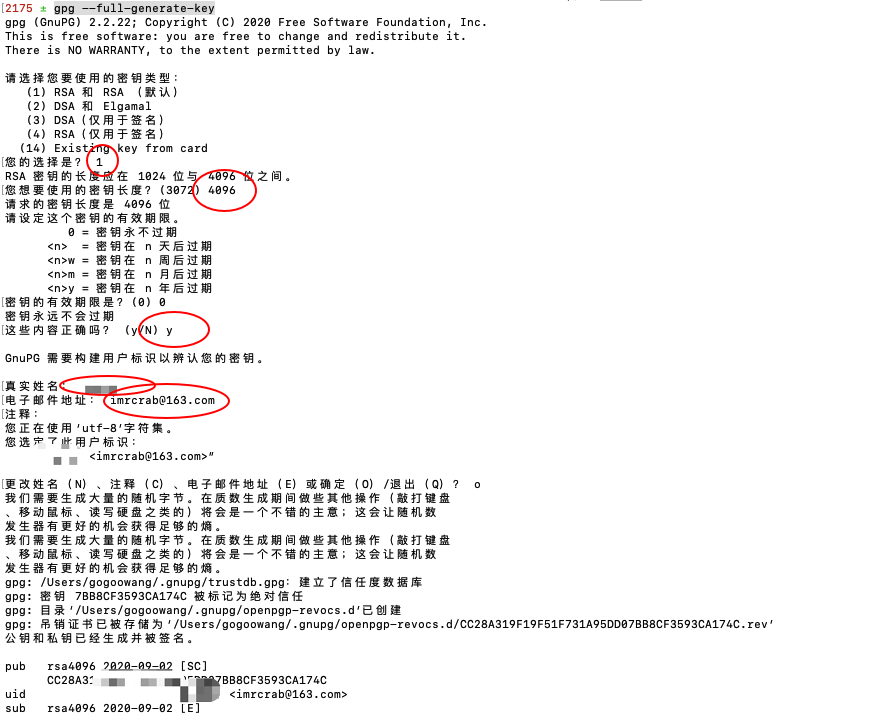 [2175 ± gpg --full-generate-key
gpg (GnuPG) 2.2.22; Copyright (C) 2020 Free Software Foundation, Inc.
This is free software: you are free to change and redistribute it.
There is NO WARRANTY, to the extent permitted by law.
请选择您要使用的密钥类型：
(1) RSA 和 RSA （默认）
(2) DSA 和 Elgamal
(3) DSA（仅用于签名）
(4) RSA（仅用于签名）
(14) Existing key from card
[您的选择是？ 1
RSA 密钥的长度应在 1024 位与 4096 位之间。
[您想要使用的密钥长度？(3072) 4096
请求的密钥长度是 4096 位
请设定这个密钥的有效期限。
0 = 密钥永不过期
<n>  = 密钥在 n 天后过期
<n>w = 密钥在 n 周后过期
<n>m = 密钥在 n 月后过期
<n>y = 密钥在 n 年后过期
[密钥的有效期限是？(0) 0
密钥永远不会过期
[这些内容正确吗？ (y/N) y
GnuPG 需要构建用户标识以辨认您的密钥。
[真实姓名：
[电子邮件地址： imrcrab@163.com
[注释：
您正在使用‘utf-8’字符集。
您选定了此用户标识：
<imrcrab@163.com>”
[更改姓名（N）、注释（C）、电子邮件地址（E）或确定（O）/退出（Q）？ o
我们需要生成大量的随机字节。在质数生成期间做些其他操作（敲打键盘
、移动鼠标、读写硬盘之类的）将会是一个不错的主意；这会让随机数
发生器有更好的机会获得足够的熵。
我们需要生成大量的随机字节。在质数生成期间做些其他操作（敲打键盘
、移动鼠标、读写硬盘之类的）将会是一个不错的主意；这会让随机数
发生器有更好的机会获得足够的熵。
gpg: /Users/gogoowang/.gnupg/trustdb.gpg：建立了信任度数据库
gpg: 密钥 7BB8CF3593CA174C 被标记为绝对信任
gpg: 目录‘/Users/gogoowang/.gnupg/openpgp-revocs.d’已创建
gpg: 吊销证书已被存储为‘/Users/gogoowang/.gnupg/openpgp-revocs.d/CC28A319F19F51F731A95DD07BB8CF3593CA174C.rev’
公钥和私钥已经生成并被签名。
pub   rsa4096 2020-09-02 [SC]
CC28A3 07BB8CF3593CA174C
uid <imrcrab@163.com>
sub   rsa4096 2020-09-02 [E]